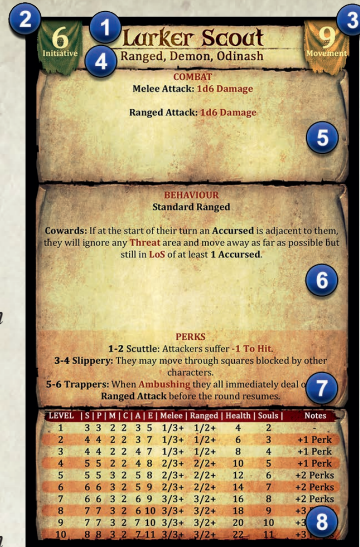 2
1
3
6
Initiative
Lurker Scout
9
Movement
4
Ranged, Demon, Odinash
COMBAT
Melee Attack: 1d6 Damage
Ranged Attack: 1d6 Damage
5
BEHAVIOUR
Standard Ranged
Cowards: If at the start of their turn an Accursed is adjacent to them,
they will ignore any Threat area and move away as far as possible but
still in LoS of at least 1 Accursed.
6
PERKS
1-2 Scuttle: Attackers suffer -1 To Hit.
3-4 Slippery: They may move through squares blocked by other
characters.
5-6 Trappers: When Ambushing they all immediately deal
7
Ranged Attack before the round resumes.
LEVEL | S | P | M | C | A | E | Melee | Ranged | Health | Souls | Notes
1 3 3 2 2 3 5 1/3+ 1/2+ 4 2 -
2 4 4 2 2 3 7 1/3+ 1/2+ 6 3 +1 Perk
3 4 4 2 2 4 7 1/3+ 1/2+ 8 4 +1 Perk
4 5 5 2 2 4 8 2/3+ 2/2+ 10 5 +1 Perk
5 5 5 3 2 5 8 2/3+ 2/2+ 12 6 +2 Perks
6 6 6 3 2 5 9 2/3+ 2/2+ 14 7 +2 Perks
7 6 6 3 2 6 9 3/3+ 3/2+ 16 8 +2 Perks
8 7 7 3 2 6 10 3/3+ 3/2+ 18 9 +3
9 7 7 3 2 7 10 3/3+ 3/2+ 20 10 +3
10 8 8 3 2 7 11 3/3+ 3/2+ 22 11
8